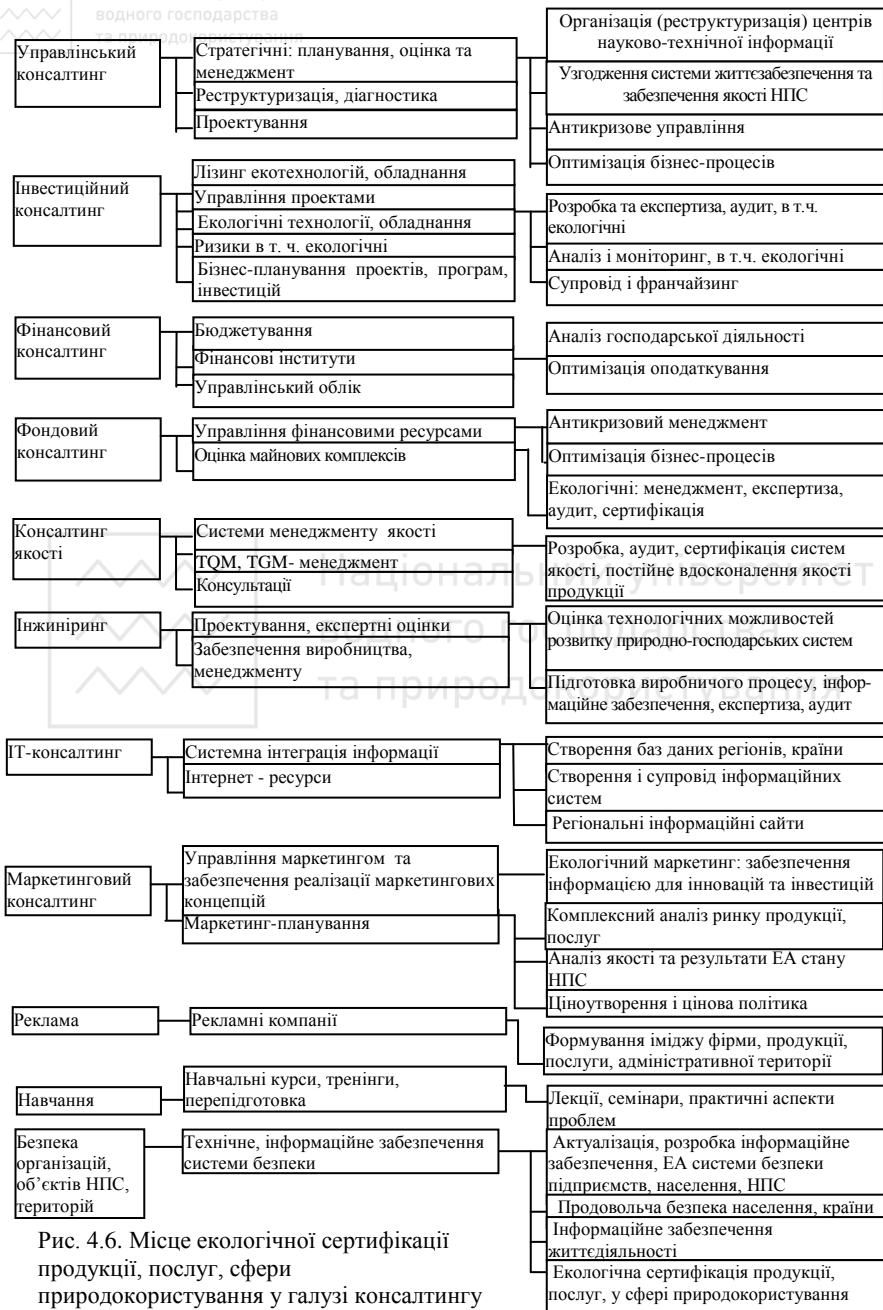 водного господарства
та природокористування
Управлінський
консалтинг
Стратегічні: планування, оцінка та
менеджмент
Реструктуризація, діагностика
Проектування
Організація (реструктуризація) центрів
науково-технічної інформації
Узгодження системи життєзабезпечення та
забезпечення якості НПС
Антикризове управління
Оптимізація бізнес-процесів
Інвестиційний
консалтинг
Лізинг екотехнологій, обладнання
Управління проектами
Екологічні технології, обладнання
Ризики в т. ч. екологічні
Бізнес-планування проектів, програм,
інвестицій
Розробка та експертиза, аудит, в т.ч.
екологічні
Аналіз і моніторинг, в т.ч. екологічні
Супровід і франчайзинг
Фінансовий
консалтинг
Бюджетування
Фінансові інститути
Управлінський облік
Аналіз господарської діяльності
Оптимізація оподаткування
Фондовий
консалтинг
Управління фінансовими ресурсами
Оцінка майнових комплексів
Антикризовий менеджмент
Оптимізація бізнес-процесів
Екологічні: менеджмент, експертиза,
аудит, сертифікація
Консалтинг
якості
Системи менеджменту якості
TQM, TGM- менеджмент
Консультації
Розробка, аудит, сертифікація систем
якості, постійне вдосконалення якості
продукції
Національний університет
водного господарства
та природокористування
Інжиніринг
Проектування, експертні оцінки
Забезпечення виробництва,
менеджменту
Оцінка технологічних можливостей
розвитку природно-господарських систем
Підготовка виробничого процесу, інфор-
маційне забезпечення, експертиза, аудит
ІТ-консалтинг
Системна інтеграція інформації
Інтернет - ресурси
Створення баз даних регіонів, країни
Створення і супровід інформаційних
систем
Регіональні інформаційні сайти
Маркетинговий
консалтинг
Управління маркетингом та
забезпечення реалізації маркетингових
концепцій
Маркетинг-планування
Екологічний маркетинг: забезпечення
інформацією для інновацій та інвестицій
Комплексний аналіз ринку продукції,
послуг
Аналіз якості та результати ЕА стану
НПС
Ціноутворення і цінова політика
Реклама
Рекламні компанії
Формування іміджу фірми, продукції,
послуги, адміністративної території
Навчання
Навчальні курси, тренінги,
перепідготовка
Лекції, семінари, практичні аспекти
проблем
Безпека
організацій,
об’єктів НПС,
територій
Технічне, інформаційне забезпечення
системи безпеки
Актуалізація, розробка інформаційне
забезпечення, ЕА системи безпеки
підприємств, населення, НПС
Продовольча безпека населення, країни
Інформаційне забезпечення
життєдіяльності
Екологічна сертифікація продукції,
послуг, у сфері природокористування
Рис. 4.6. Місце екологічної сертифікації
продукції, послуг, сфери
природокористування у галузі консалтингу